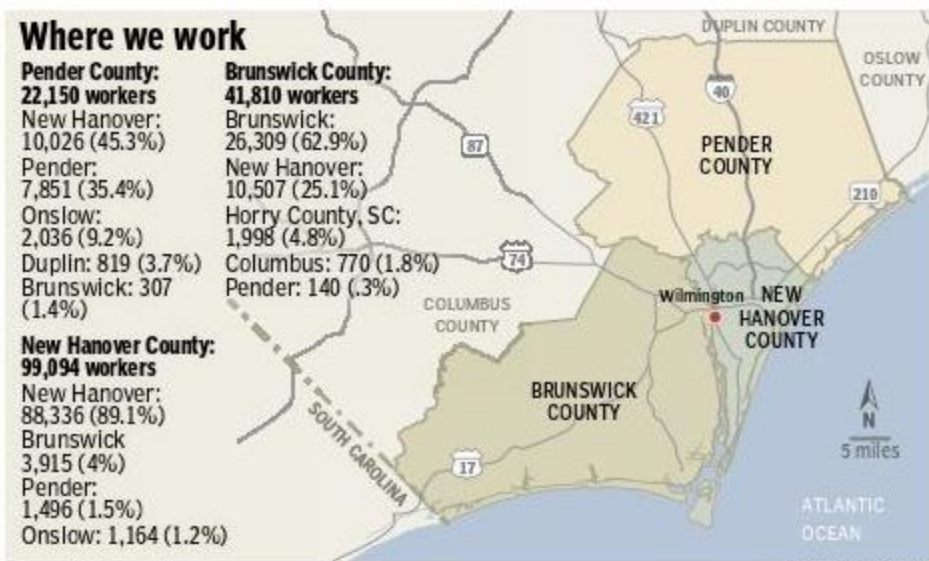 Where we work
Pender County:
22,150 workers
New Hanover:
10,026 (45.3%)
Pender:
7,851 (35.4%)
Onslow:
2,036 (9.2%)
Duplin: 819 (3.7%)
Brunswick: 307
(1.4%)
Brunswick County:
41,810 workers
Brunswick:
26,309 (62.9%)
New Hanover:
10,507 (25.1%)
Horry County, SC:
1,998 (4.8%)
Columbus: 770 (1.8%)
Pender: 140 (.3%)
New Hanover County:
99,094 workers
New Hanover:
88,336 (89.1%)
Brunswick
3,915 (4%)
Pender:
1,496 (1.5%)
Onslow: 1,164 (1.2%)
DUPLIN COUNTY
OSLOW
COUNTY
40
421
87
PENDER
COUNTY
210
74
COLUMBUS
COUNTY
Wilmington
NEW
HANOVER
COUNTY
BRUNSWICK
COUNTY
SOUTH CAROLINA
17
N
5 miles
ATLANTIC
OCEAN